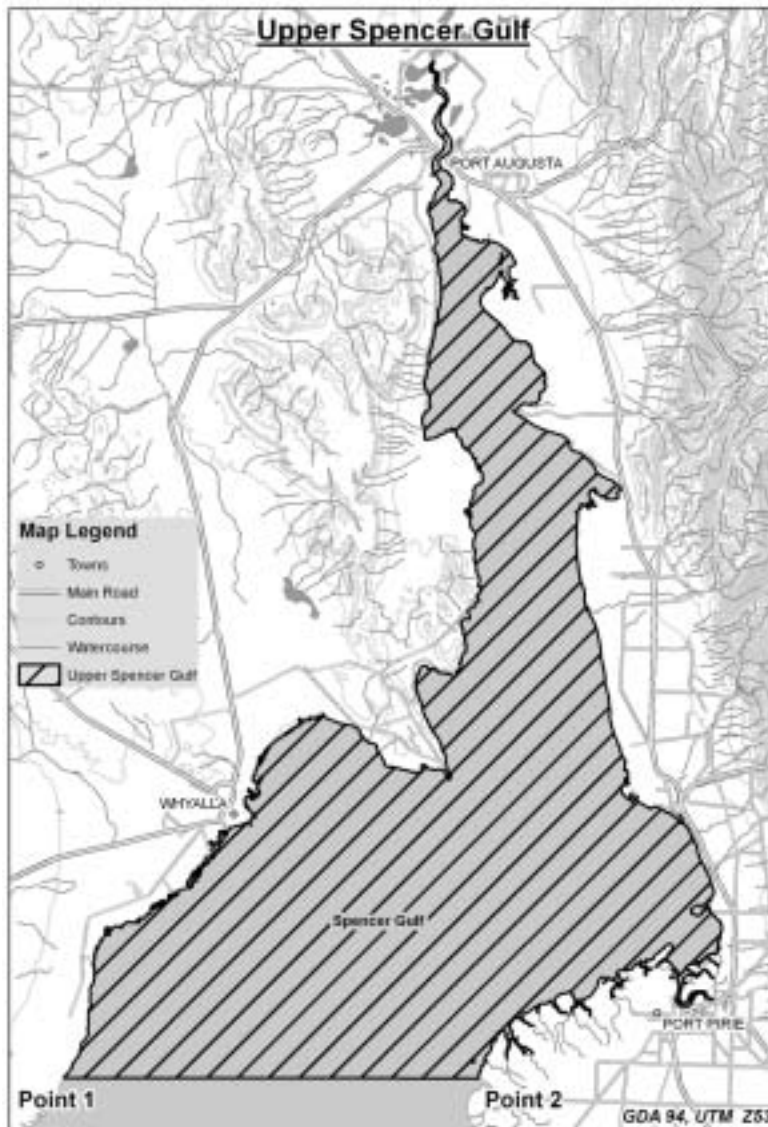 Upper Spencer Gulf
PORT AUGUSTA
Map Legend
Towns
Main Road
Contours
Watercourse
Upper Spencer Gulf
WHYALLA
Spencer Gulf
PORT PIRIE
Point 1
Point 2
GDA 94, UTM Z53